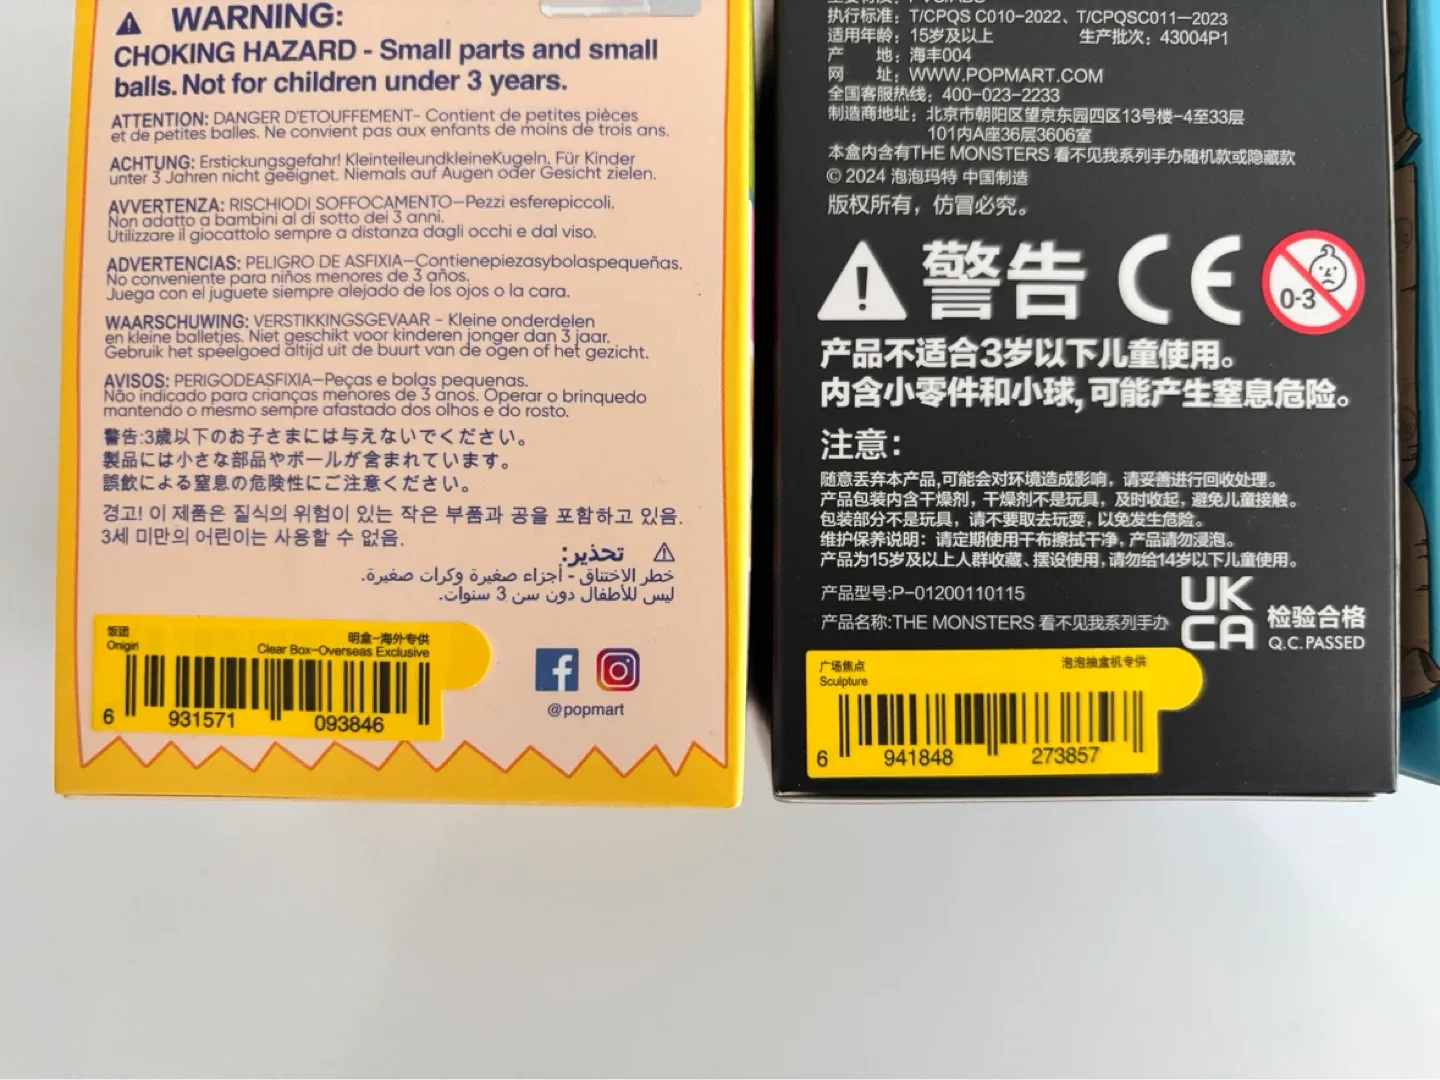 WARNING:
CHOKING HAZARD - Small parts and small
balls. Not for children under 3 years.
ATTENTION: DANGER D'ETOUFFEMENT- Contient de petites pièces
et de petites balles. Ne convient pas aux enfants de moins de trois ans.
ACHTUNG: Erstickungsgefahr! KleinteileundkleineKugeln. Für Kinder
unter 3 Jahren nicht geeignet. Niemals auf Augen oder Gesicht zielen.
AVVERTENZA: RISCHIODI SOFFOCAMENTO—Pezzi esferepiccoli.
Non adatto a bambini al di sotto dei 3 anni.
Utilizzare il giocattolo sempre a distanza dagli occhi e dal viso.
ADVERTENCIAS: PELIGRO DE ASFIXIA—Contienepiezasybolaspequeñas.
No conveniente para niños menores de 3 años.
Juega con el juguete siempre alejado de los ojos o la cara.
WAARSCHUWING: VERSTIKKINGSGEVAAR - Kleine onderdelen
en kleine balletjes. Niet geschikt voor kinderen jonger dan 3 jaar.
Gebruik het speelgoed altijd uit de buurt van de ogen of het gezicht.
AVISOS: PERIGODEASFIXIA—Peças e bolas pequenas.
Não indicado para crianças menores de 3 anos. Operar o brinquedo
mantendo o mesmo sempre afastado dos olhos e do rosto.
警告:3歳以下のお子さまには与えないでください。
製品には小さな部品やボールが含まれています。
誤飲による窒息の危険性にご注意ください。
경고! 이 제품은 질식의 위험이 있는 작은 부품과 공을 포함하고 있음.
3세 미만의 어린이는 사용할 수 없음.
تحذير:
خطر الاختناق - أجزاء صغيرة وكرات صغيرة.
ليس للأطفال دون سن 3 سنوات.
饭团 明盒-海外专供
Onigiri Clear Box-Overseas Exclusive
6 931571 093846
@popmart
执行标准：T/CPQS C010-2022、T/CPQSC011—2023
适用年龄：15岁及以上 生产批次：43004P1
产 地：海丰004
网 址：WWW.POPMART.COM
全国客服热线：400-023-2233
制造商地址：北京市朝阳区望京东园四区13号楼-4至33层
101内A座36层3606室
本盒内含有THE MONSTERS 看不见我系列手办随机款或隐藏款
© 2024 泡泡玛特 中国制造
版权所有，仿冒必究。
警告 CE
0-3
产品不适合3岁以下儿童使用。
内含小零件和小球,可能产生窒息危险。
注意：
随意丢弃本产品,可能会对环境造成影响，请妥善进行回收处理。
产品包装内含干燥剂，干燥剂不是玩具，及时收起，避免儿童接触。
包装部分不是玩具，请不要取去玩耍，以免发生危险。
维护保养说明：请定期使用干布擦拭干净，产品请勿浸泡。
产品为15岁及以上人群收藏、摆设使用,请勿给14岁以下儿童使用。
产品型号:P-01200110115
产品名称:THE MONSTERS 看不见我系列手办
UK
CA
检验合格
Q.C.PASSED
广场焦点 泡泡抽盒机专供
Sculpture
6 941848 273857